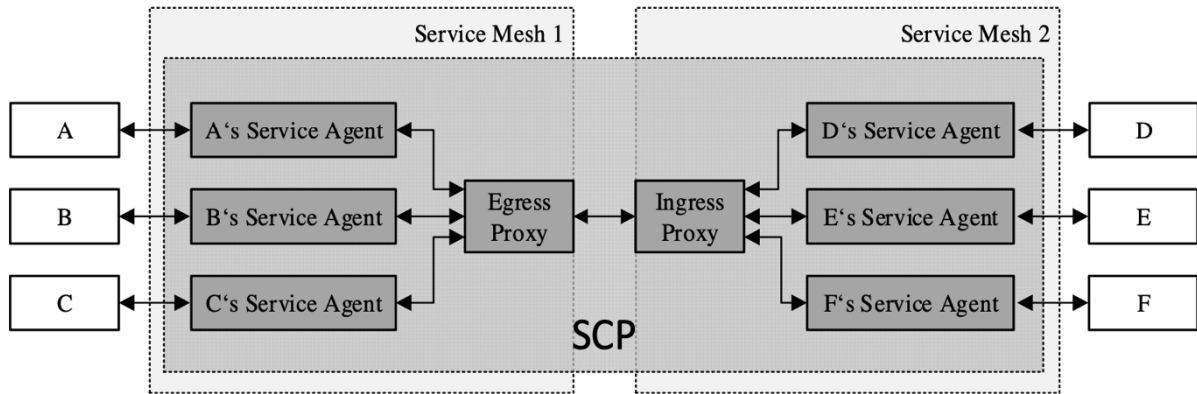 Service Mesh 1
Service Mesh 2
A
A‘s Service Agent
D‘s Service Agent
D
B
B‘s Service Agent
Egress
Proxy
Ingress
Proxy
E‘s Service Agent
E
C
C‘s Service Agent
F‘s Service Agent
F
SCP